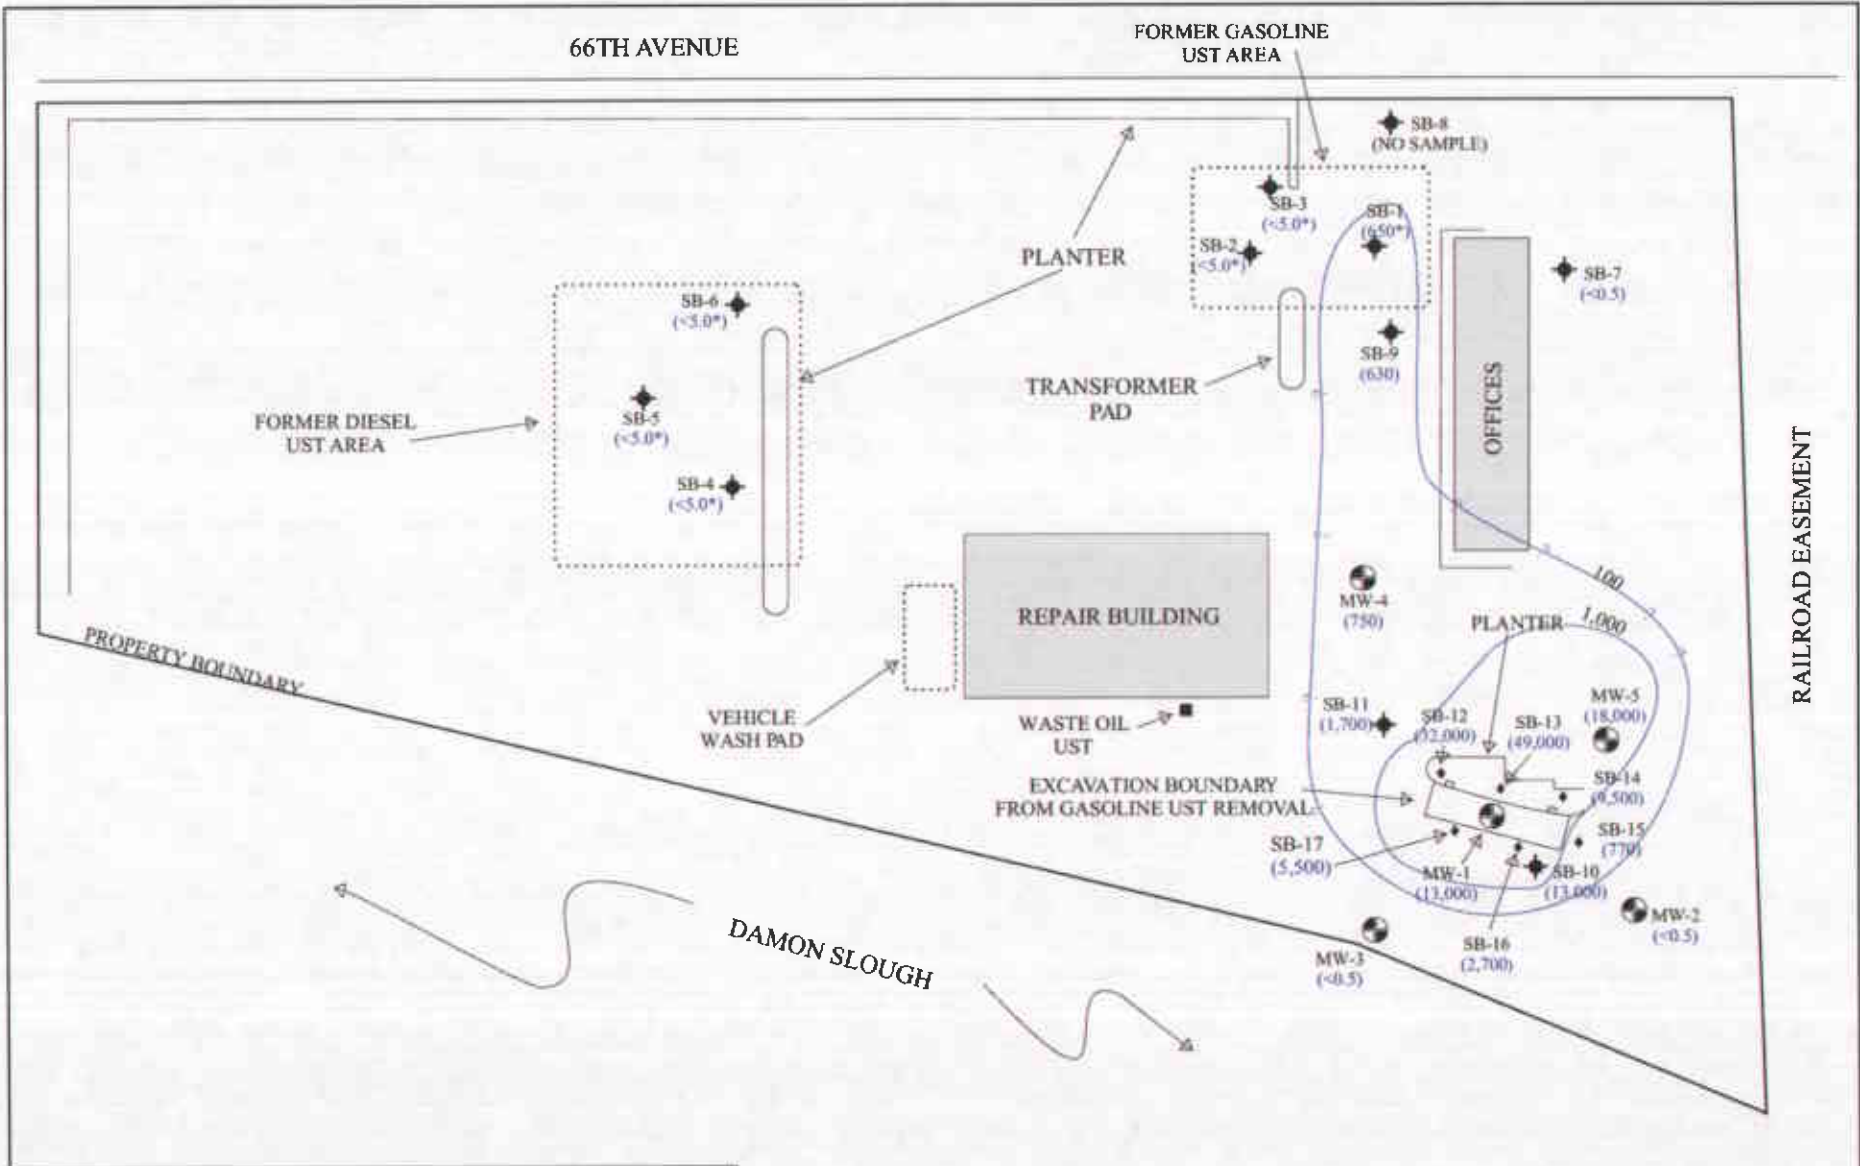 66TH AVENUE
FORMER GASOLINE
UST AREA
SB-8
(NO SAMPLE)
SB-3
(<5.0*)
SB-1
(650*)
SB-2
(<5.0*)
PLANTER
SB-7
(<0.5)
SB-6
(<5.0*)
SB-9
(630)
TRANSFORMER
PAD
OFFICES
FORMER DIESEL
UST AREA
SB-5
(<5.0*)
SB-4
(<5.0*)
RAILROAD EASEMENT
100
MW-4
(750)
1,000
PLANTER
REPAIR BUILDING
PROPERTY BOUNDARY
VEHICLE
WASH PAD
WASTE OIL
UST
SB-11
(1,700)
SB-12
(32,000)
SB-13
(49,000)
MW-5
(18,000)
EXCAVATION BOUNDARY
FROM GASOLINE UST REMOVAL
SB-14
(9,500)
SB-15
(770)
SB-17
(5,500)
MW-1
(13,000)
SB-10
(13,000)
MW-2
(<0.5)
SB-16
(2,700)
MW-3
(<0.5)
DAMON SLOUGH